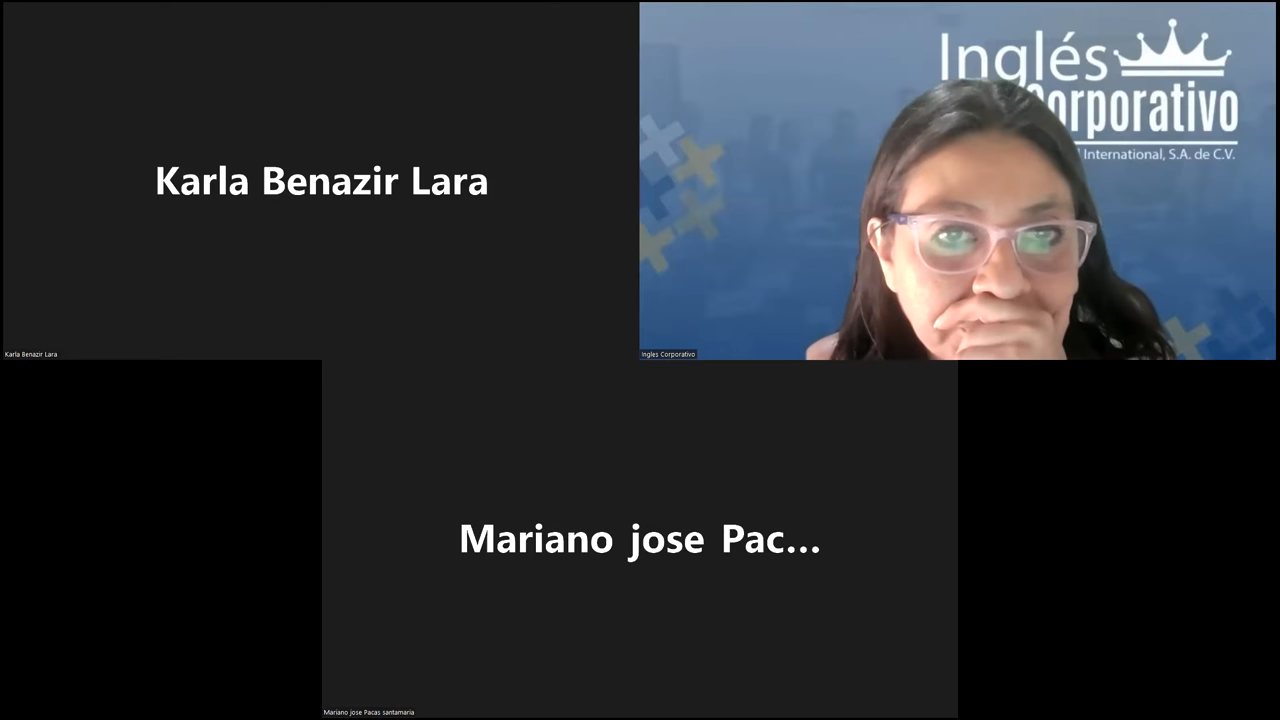 Karla Benazir Lara
Karla Benazir Lara
Inglés
Corporativo
International, S.A. de C.V.
Ingles Corporativo
Mariano jose Pac...
Mariano jose Pacas santamaria